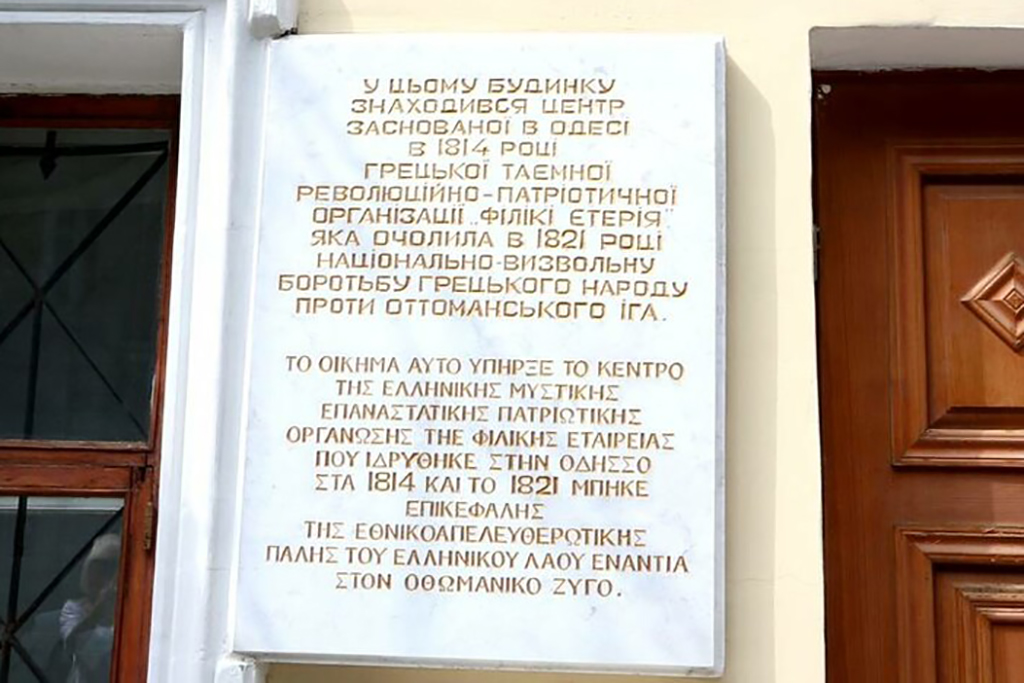 У ЦЬОМУ БУДИНКУ
ЗНАХОДИВСЯ ЦЕНТР
ЗАСНОВАНОЇ В ОДЕСІ
В 1814 РОЦІ
ГРЕЦЬКОЇ ТАЄМНОЇ
РЕВОЛЮЦІЙНО-ПАТРІОТИЧНОЇ
ОРГАНІЗАЦІЇ „ФІЛІКІ ЕТЕРІЯ"
ЯКА ОЧОЛИЛА В 1821 РОЦІ
НАЦІОНАЛЬНО-ВИЗВОЛЬНУ
БОРОТЬБУ ГРЕЦЬКОГО НАРОДУ
ПРОТИ ОТТОМАНСЬКОГО ІГА.
ΤΟ ΟΙΚΗΜΑ ΑΥΤΟ ΥΠΗΡΞΕ ΤΟ ΚΕΝΤΡΟ
ΤΗΣ ΕΛΛΗΝΙΚΗΣ ΜΥΣΤΙΚΗΣ
ΕΠΑΝΑΣΤΑΤΙΚΗΣ ΠΑΤΡΙΩΤΙΚΗΣ
ΟΡΓΑΝΩΣΗΣ ΤΗΕ ΦΙΛΙΚΗΣ ΕΤΑΙΡΕΙΑΣ
ΠΟΥ ΙΔΡΥΘΗΚΕ ΣΤΗΝ ΟΔΗΣΣΟ
ΣΤΑ 1814 ΚΑΙ ΤΟ 1821 ΜΠΗΚΕ
ΕΠΙΚΕΦΑΛΗΣ
ΤΗΣ ΕΘΝΙΚΟΑΠΕΛΕΥΘΕΡΩΤΙΚΗΣ
ΠΑΛΗΣ ΤΟΥ ΕΛΛΗΝΙΚΟΥ ΛΑΟΥ ΕΝΑΝΤΙΑ
ΣΤΟΝ ΟΘΩΜΑΝΙΚΟ ΖΥΓΟ.